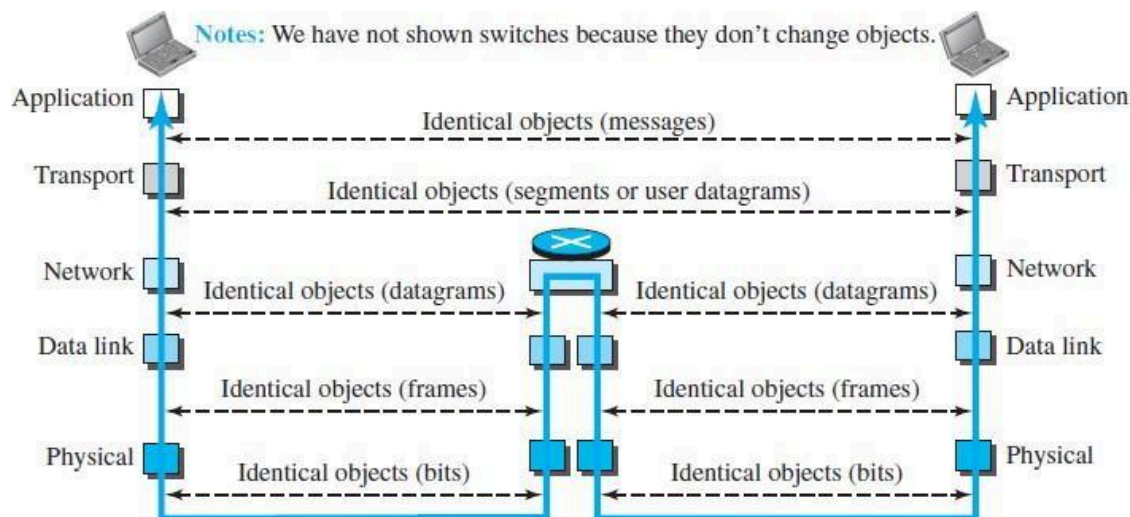 Notes: We have not shown switches because they don't change objects.
Application
Application
Identical objects (messages)
Transport
Transport
Identical objects (segments or user datagrams)
Network
Network
Identical objects (datagrams)
Identical objects (datagrams)
Data link
Data link
Identical objects (frames)
Identical objects (frames)
Physical
Physical
Identical objects (bits)
Identical objects (bits)